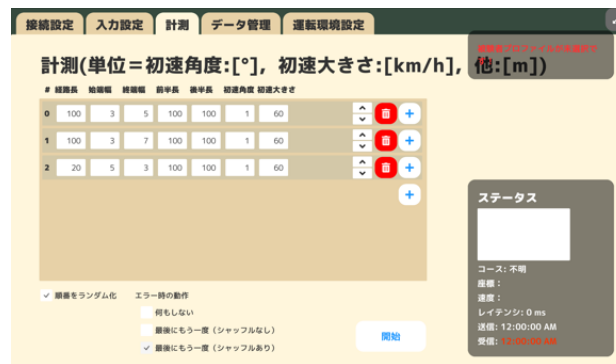 接続設定 入力設定 計測 データ管理 運転環境設定
計測(単位=初速角度:[°], 初速大きさ:[km/h], 他:[m])
# 経路長 始端幅 終端幅 前半長 後半長 初速角度 初速大きさ
0 100 3 5 100 100 1 60
1 100 3 7 100 100 1 60
2 20 5 3 100 100 1 60
順番をランダム化 エラー時の動作
何もしない
最後にもう一度(シャッフルなし)
最後にもう一度(シャッフルあり)
開始
ステータス
コース: 不明
座標:
速度:
レイテンシ: 0 ms
送信: 12:00:00 AM
受信: 12:00:00 AM